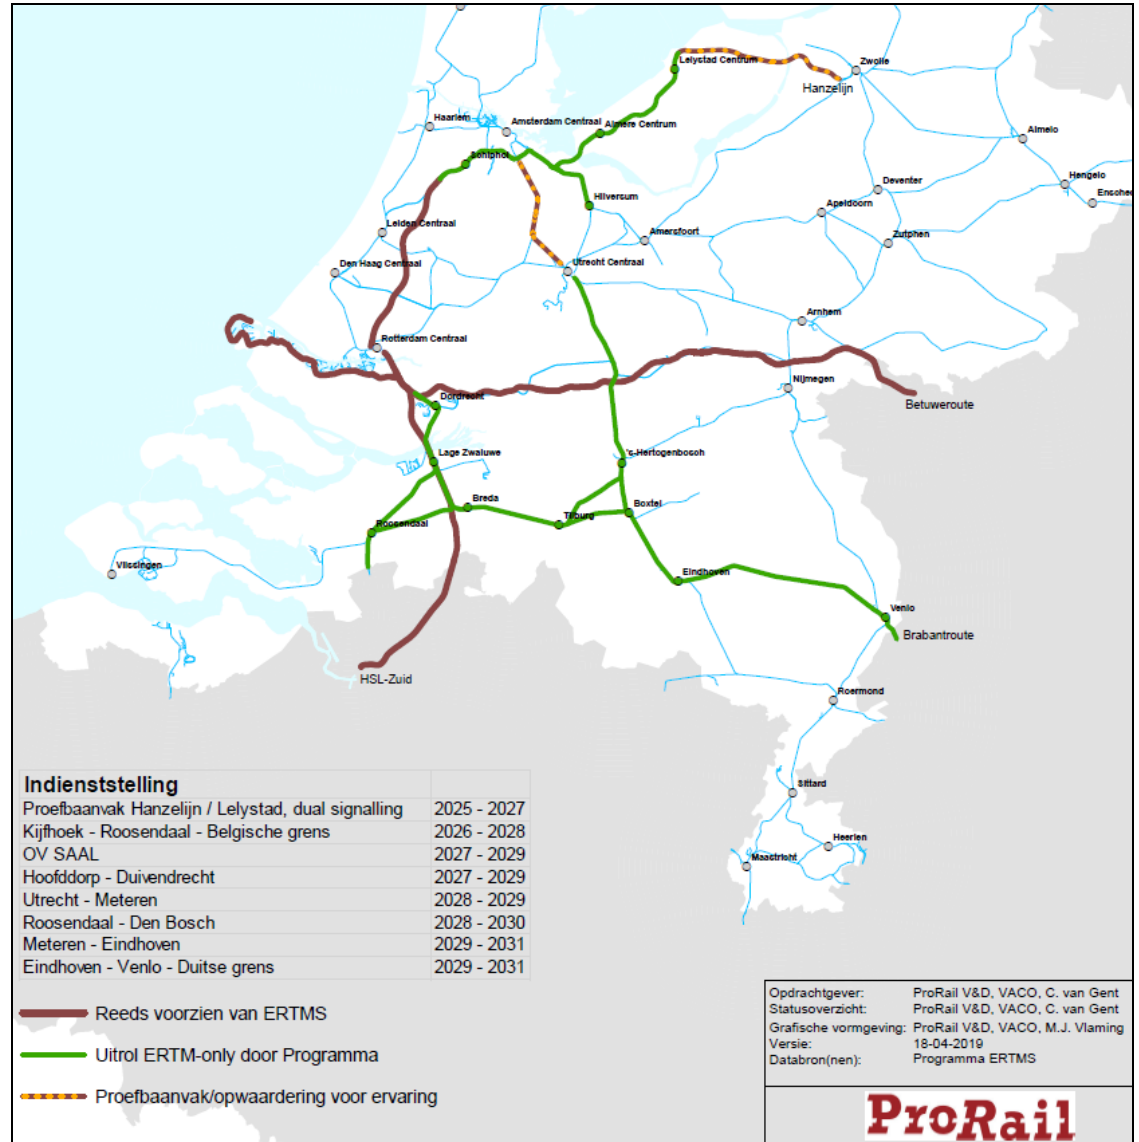 Lelystad Centrum
Zwolle
Hanzelijn
Haarlem
Amsterdam Centraal
Almere Centrum
Almelo
Schiphol
Hengelo
Deventer
Ensched
Hilversum
Apeldoorn
Leiden Centraal
Amersfoort
Zutphen
Den Haag Centraal
Utrecht Centraal
Arnhem
Rotterdam Centraal
Nijmegen
Dordrecht
Betuweroute
Lage Zwaluwe
's-Hertogenbosch
Breda
Boxtel
Tilburg
Roosendaal
Vlissingen
Eindhoven
Venlo
Brabantroute
HSL-Zuid
Roermond
Sittard
Heerlen
Maastricht
Indienststelling
Proefbaanvak Hanzelijn / Lelystad, dual signalling 2025 - 2027
Kijfhoek - Roosendaal - Belgische grens 2026 - 2028
OV SAAL 2027 - 2029
Hoofddorp - Duivendrecht 2027 - 2029
Utrecht - Meteren 2028 - 2029
Roosendaal - Den Bosch 2028 - 2030
Meteren - Eindhoven 2029 - 2031
Eindhoven - Venlo - Duitse grens 2029 - 2031
Reeds voorzien van ERTMS
Uitrol ERTM-only door Programma
Proefbaanvak/opwaardering voor ervaring
Opdrachtgever: ProRail V&D, VACO, C. van Gent
Statusoverzicht: ProRail V&D, VACO, C. van Gent
Grafische vormgeving: ProRail V&D, VACO, M.J. Vlaming
Versie: 18-04-2019
Databron(nen): Programma ERTMS
ProRail